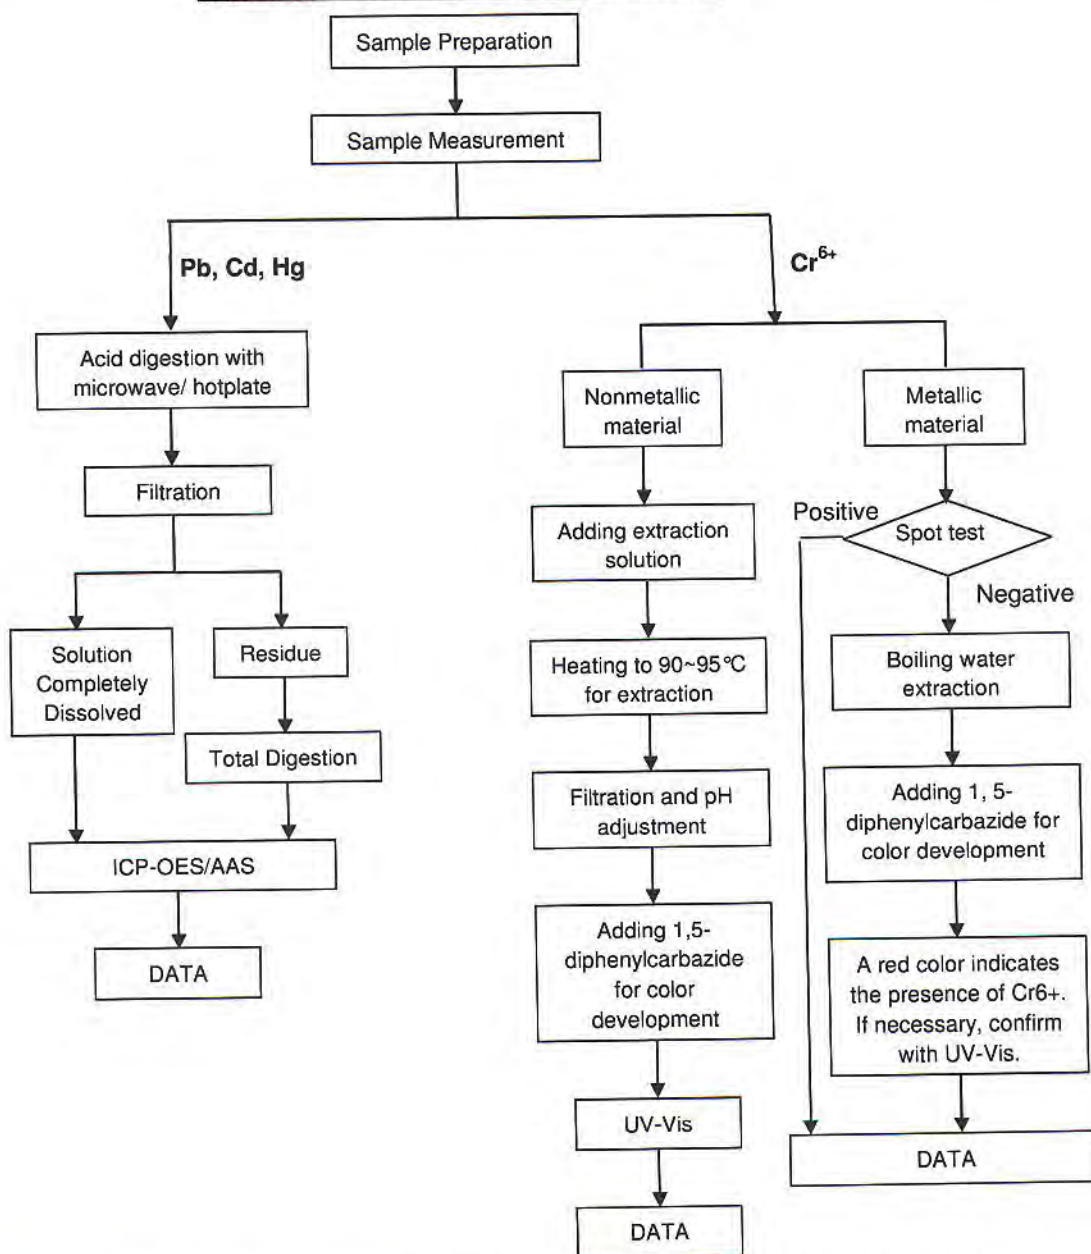 Sample Preparation
Sample Measurement
Pb, Cd, Hg
Cr6+
Acid digestion with
microwave/ hotplate
Filtration
Solution
Completely
Dissolved
Residue
Total Digestion
ICP-OES/AAS
DATA
Nonmetallic
material
Adding extraction
solution
Heating to 90~95°C
for extraction
Filtration and pH
adjustment
Adding 1,5-
diphenylcarbazide
for color
development
UV-Vis
DATA
Metallic
material
Positive
Spot test
Negative
Boiling water
extraction
Adding 1, 5-
diphenylcarbazide for
color development
A red color indicates
the presence of Cr6+.
If necessary, confirm
with UV-Vis.
DATA